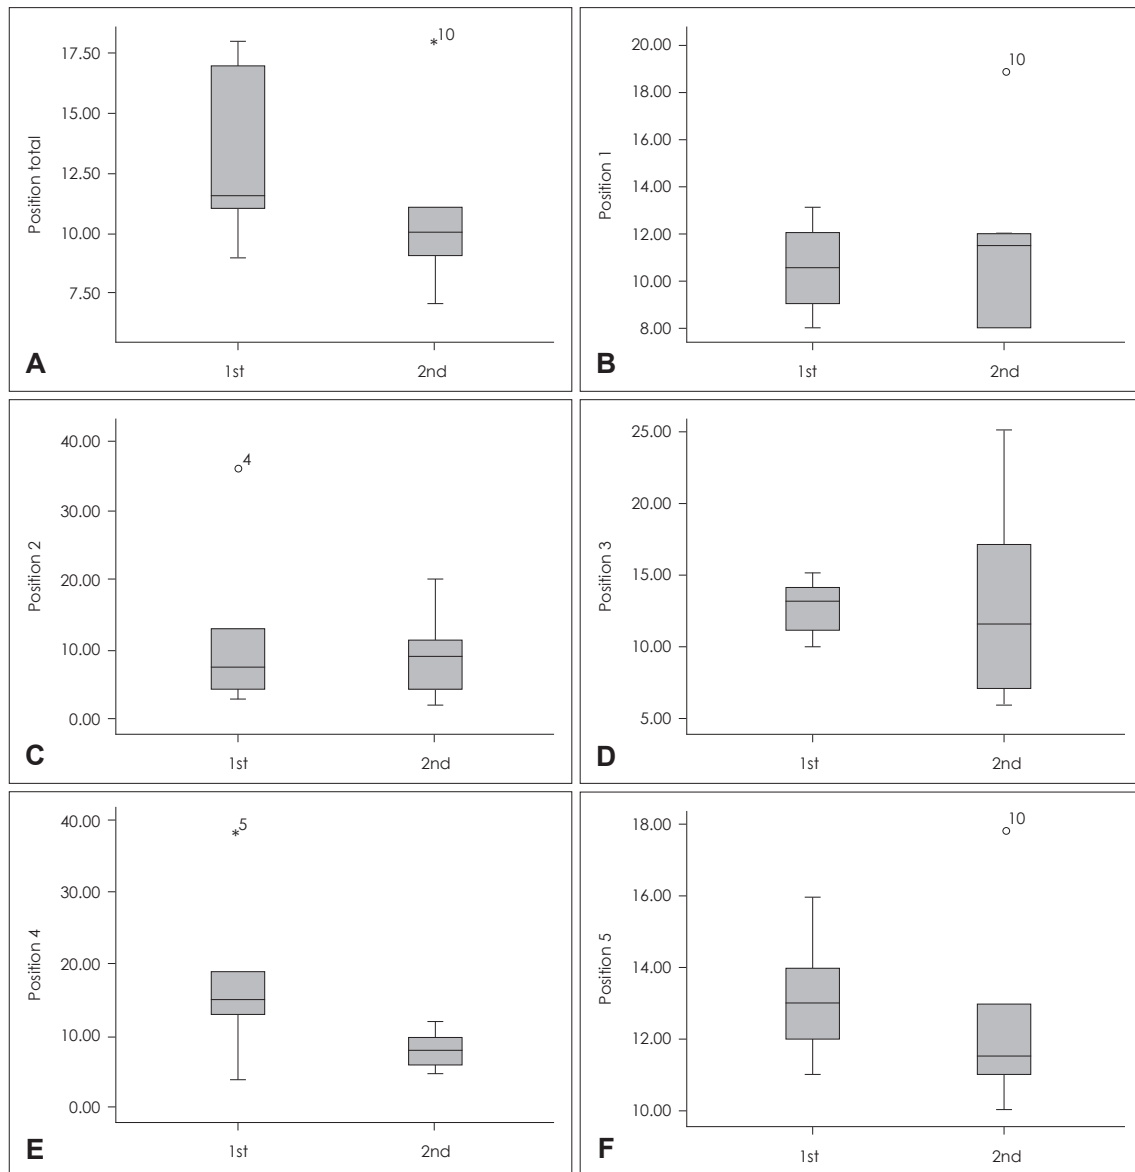 Position total
17.50
15.00
12.50
10.00
7.50
*10
1st
2nd
A
Position 1
20.00
18.00
16.00
14.00
12.00
10.00
8.00
10
1st
2nd
B
Position 2
40.00
30.00
20.00
10.00
0.00
4
1st
2nd
C
Position 3
25.00
20.00
15.00
10.00
5.00
1st
2nd
D
Position 4
40.00
30.00
20.00
10.00
0.00
*5
1st
2nd
E
Position 5
18.00
16.00
14.00
12.00
10.00
10
1st
2nd
F